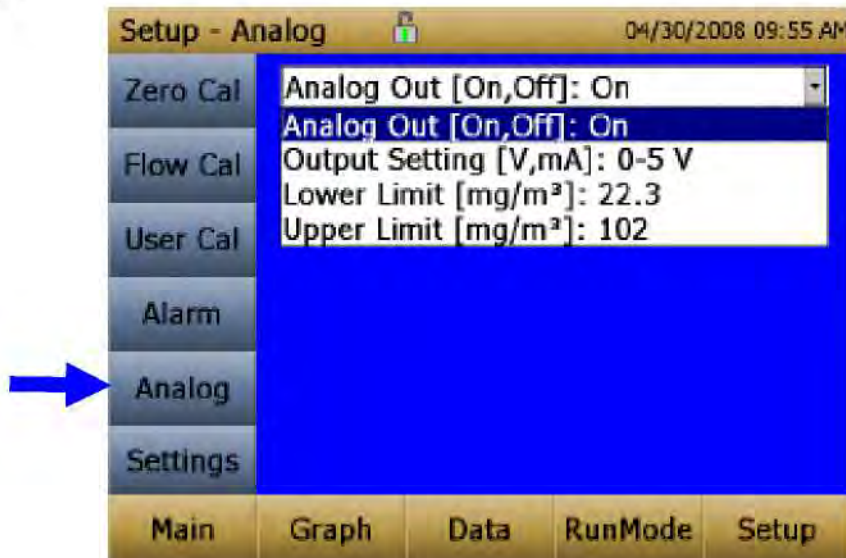 Setup - Analog 04/30/2008 09:55 AM
Zero Cal
Flow Cal
User Cal
Alarm
Analog
Settings
Analog Out [On,Off]: On
Analog Out [On,Off]: On
Output Setting [V,mA]: 0-5 V
Lower Limit [mg/m³]: 22.3
Upper Limit [mg/m³]: 102
Main Graph Data RunMode Setup